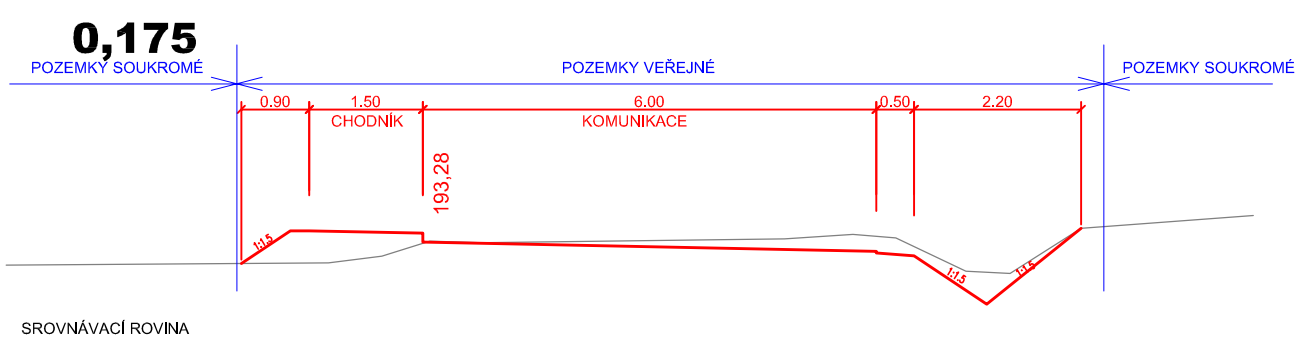 0,175
POZEMKY SOUKROMÉ
POZEMKY VEŘEJNÉ
POZEMKY SOUKROMÉ
0.90
1.50
6.00
0.50
2.20
CHODNÍK
KOMUNIKACE
193,28
1:1.5
1:1.5
1:1.5
SROVNÁVACÍ ROVINA